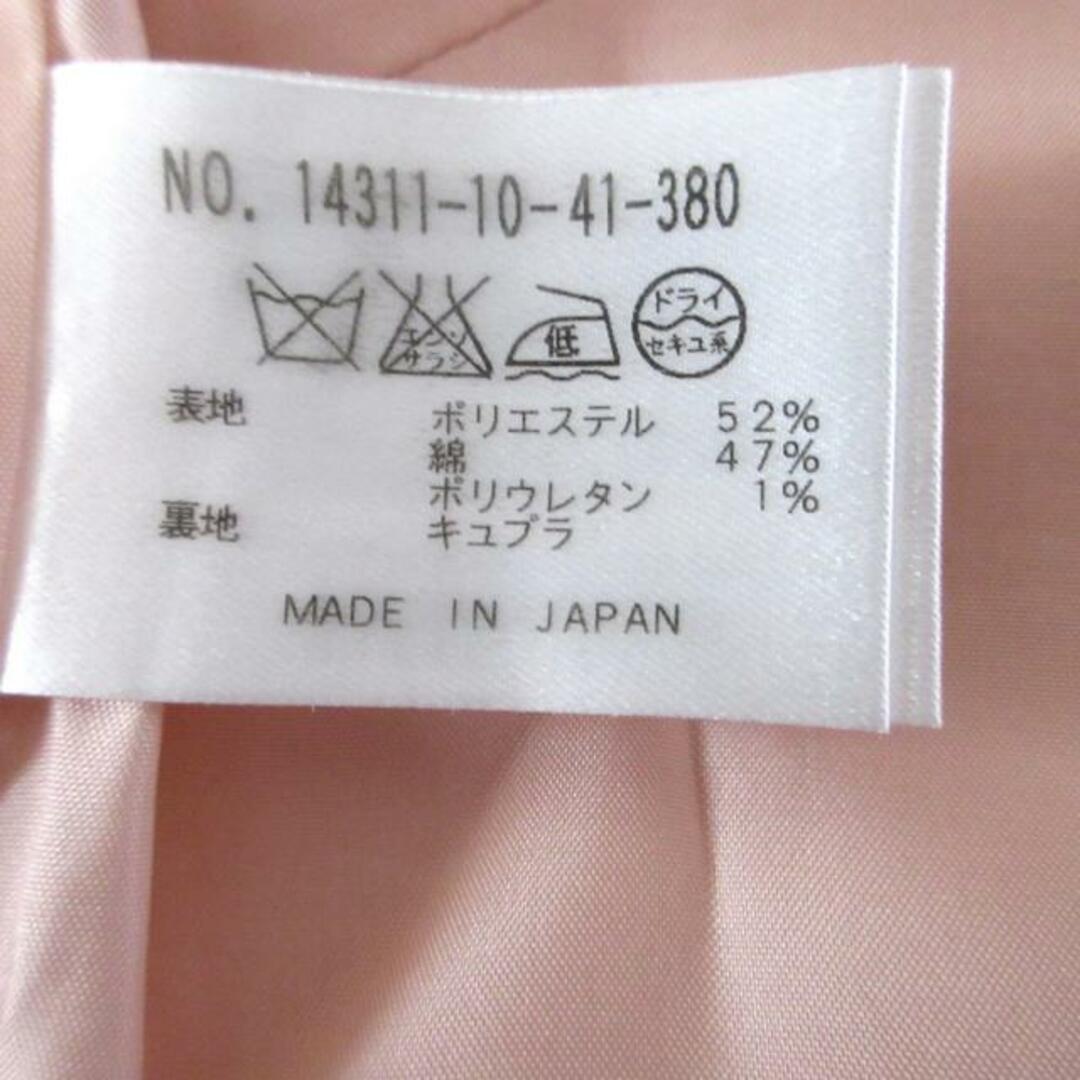 NO. 14311-10-41-380
エンソ
サラシ
低
ドライ
セキユ系
表地 ポリエステル 52%
綿 47%
ポリウレタン 1%
裏地 キュプラ
MADE IN JAPAN